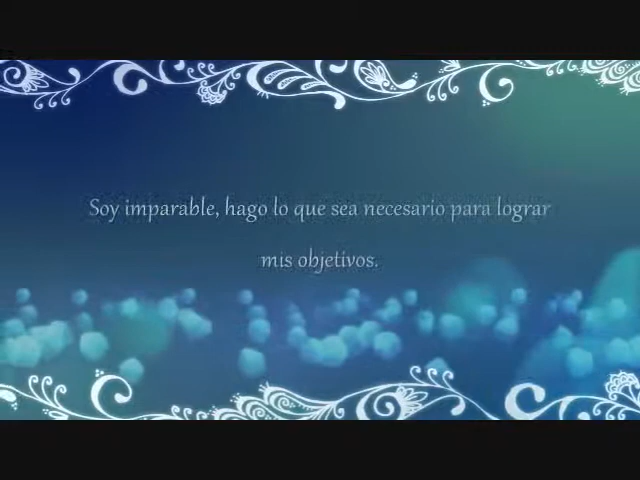 Soy imparable, hago lo que sea necesario para lograr
mis objetivos.